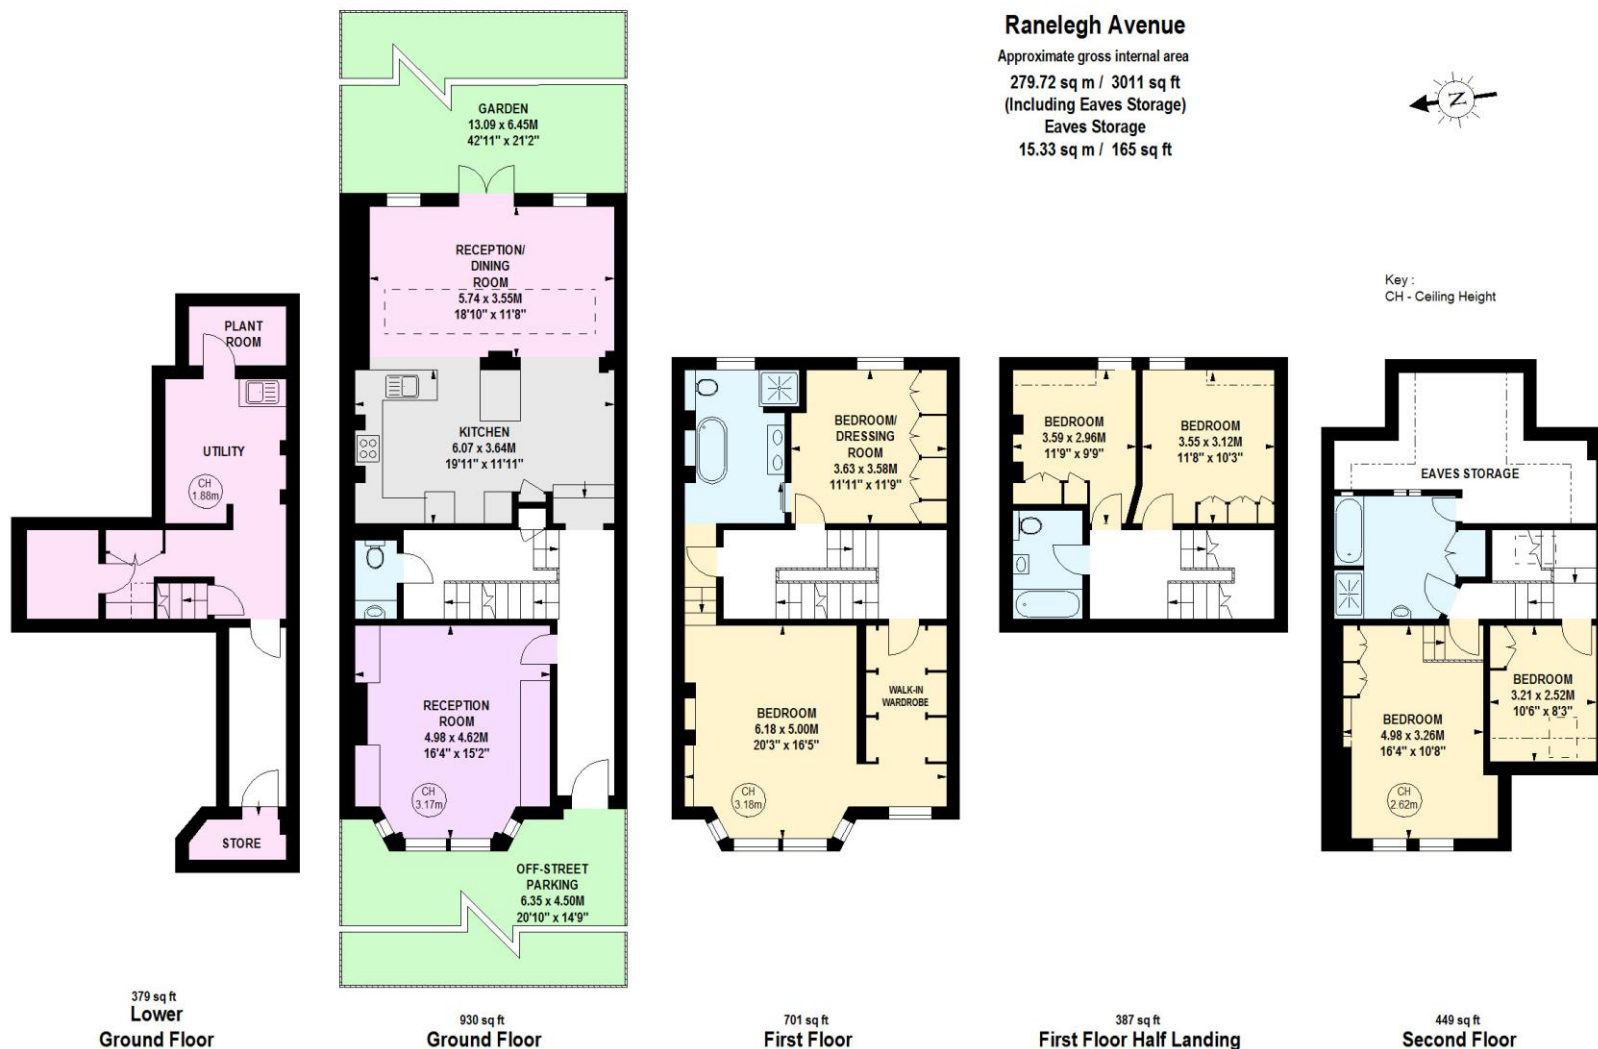 Ranelegh Avenue
Approximate gross internal area
279.72 sq m / 3011 sq ft
(Including Eaves Storage)
Eaves Storage
15.33 sq m / 165 sq ft
N
Key :
CH - Ceiling Height
PLANT
ROOM
UTILITY
CH
1.88m
STORE
379 sq ft
Lower
Ground Floor
GARDEN
13.09 x 6.45M
42'11" x 21'2"
RECEPTION/
DINING
ROOM
5.74 x 3.55M
18'10" x 11'8"
KITCHEN
6.07 x 3.64M
19'11" x 11'11"
RECEPTION
ROOM
4.98 x 4.62M
16'4" x 15'2"
CH
3.17m
OFF-STREET
PARKING
6.35 x 4.50M
20'10" x 14'9"
930 sq ft
Ground Floor
BEDROOM/
DRESSING
ROOM
3.63 x 3.58M
11'11" x 11'9"
BEDROOM
6.18 x 5.00M
20'3" x 16'5"
WALK-IN
WARDROBE
CH
3.18m
701 sq ft
First Floor
BEDROOM
3.59 x 2.96M
11'9" x 9'9"
BEDROOM
3.55 x 3.12M
11'8" x 10'3"
387 sq ft
First Floor Half Landing
EAVES STORAGE
BEDROOM
4.98 x 3.26M
16'4" x 10'8"
CH
2.62m
BEDROOM
3.21 x 2.52M
10'6" x 8'3"
449 sq ft
Second Floor